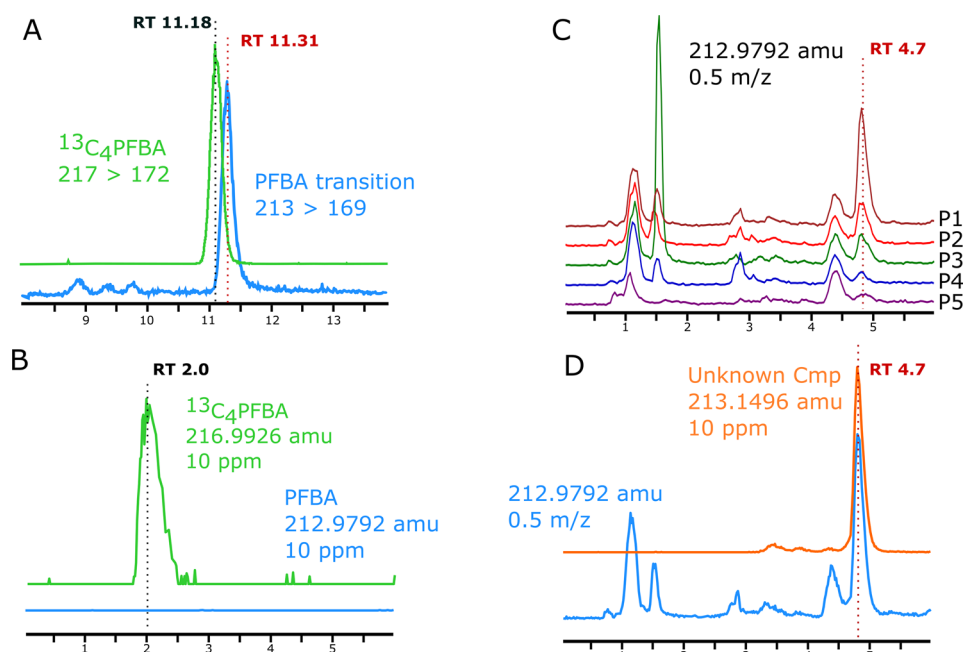 A
RT 11.18
RT 11.31
¹³C₄PFBA
217 > 172
PFBA transition
213 > 169
9 10 11 12 13
B
RT 2.0
¹³C₄PFBA
216.9926 amu
10 ppm
PFBA
212.9792 amu
10 ppm
1 2 3 4 5
C
212.9792 amu
0.5 m/z
RT 4.7
P1
P2
P3
P4
P5
1 2 3 4 5
D
Unknown Cmp
213.1496 amu
10 ppm
RT 4.7
212.9792 amu
0.5 m/z